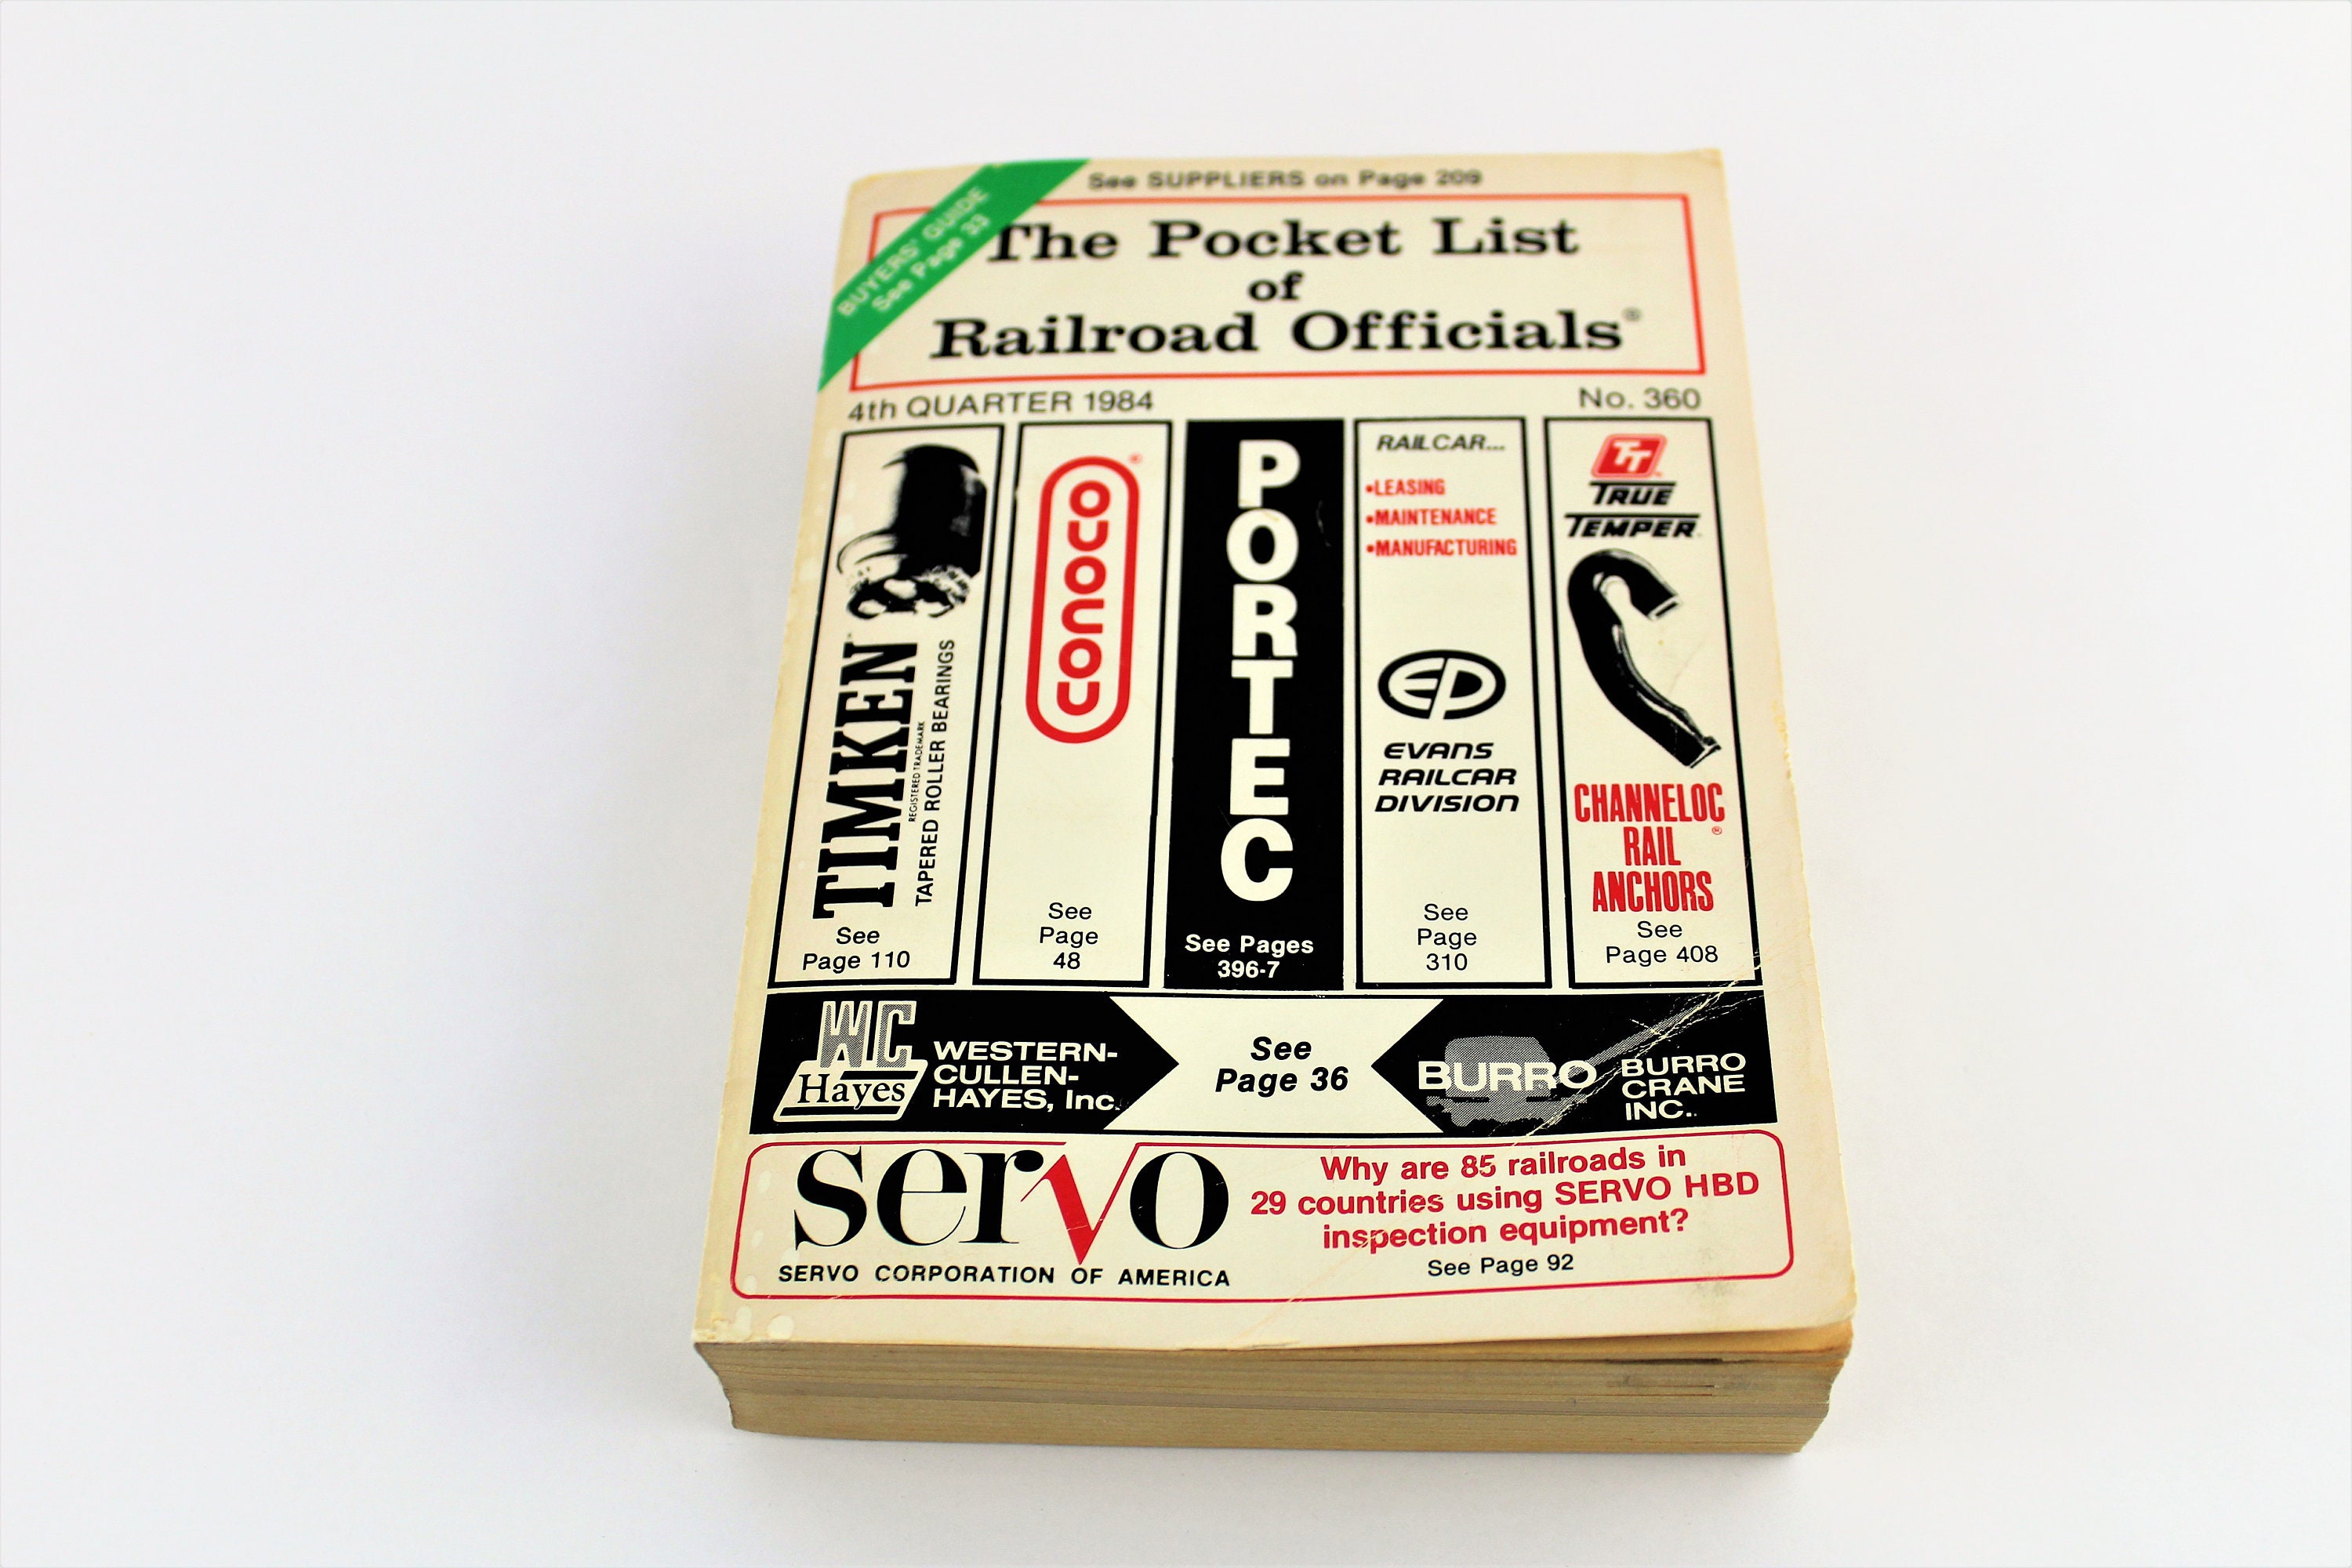 See SUPPLIERS on Page 209
BUYERS' GUIDE
See Page 33
The Pocket List
of
Railroad Officials®
4th QUARTER 1984
No. 360
TIMKEN
REGISTERED TRADEMARK
TAPERED ROLLER BEARINGS
See
Page 110
®
See
Page
48
PORTEC
See Pages
396-7
RAILCAR...
•LEASING
•MAINTENANCE
•MANUFACTURING
EP
EVANS
RAILCAR
DIVISION
See
Page
310
TT
TRUE
TEMPER
CHANNELOC
RAIL
®
ANCHORS
See
Page 408
WC
Hayes
WESTERN-
CULLEN-
HAYES, Inc.
See
Page 36
BURRO
BURRO
CRANE
INC.
servo
SERVO CORPORATION OF AMERICA
Why are 85 railroads in
29 countries using SERVO HBD
inspection equipment?
See Page 92